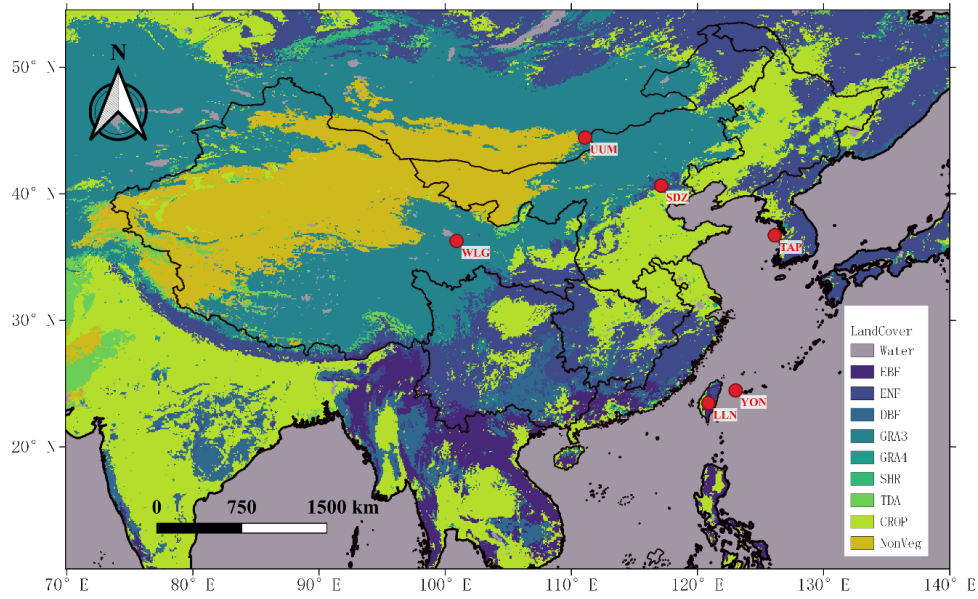 N
50° N
40° N
30° N
20° N
UUM
SDZ
WLG
TAP
LLN
YON
0 750 1500 km
LandCover
Water
EBF
ENF
DBF
GRA3
GRA4
SHR
TDA
CROP
NonVeg
70° E 80° E 90° E 100° E 110° E 120° E 130° E 140° E